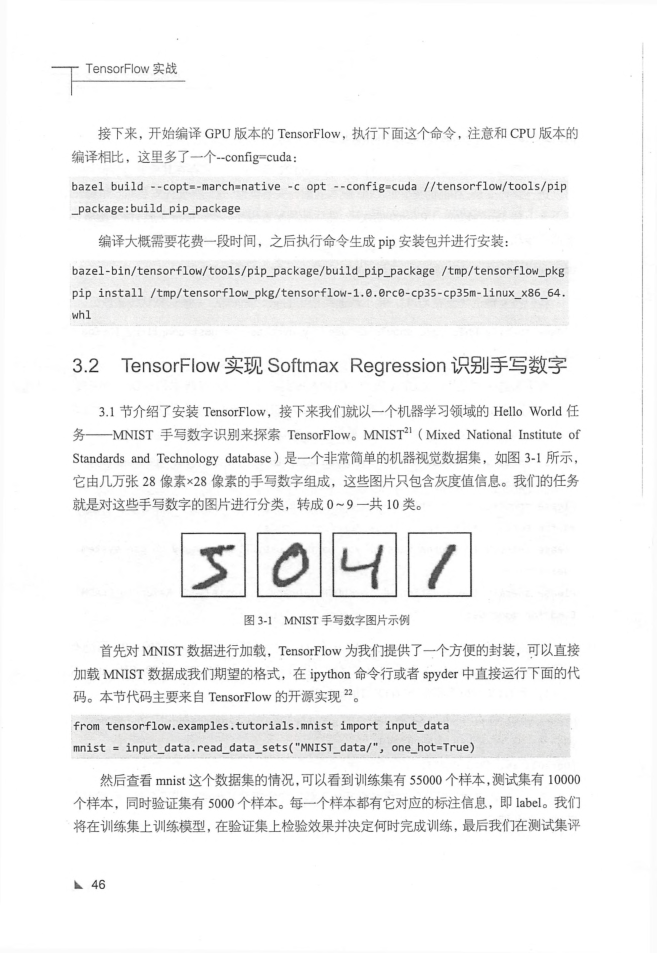 TensorFlow 实战
接下来，开始编译 GPU 版本的 TensorFlow，执行下面这个命令，注意和 CPU 版本的
编译相比，这里多了一个--config=cuda：
bazel build --copt=-march=native -c opt --config=cuda //tensorflow/tools/pip
_package:build_pip_package
编译大概需要花费一段时间，之后执行命令生成 pip 安装包并进行安装：
bazel-bin/tensorflow/tools/pip_package/build_pip_package /tmp/tensorflow_pkg
pip install /tmp/tensorflow_pkg/tensorflow-1.0.0rc0-cp35-cp35m-linux_x86_64.
whl
3.2 TensorFlow 实现 Softmax Regression 识别手写数字
3.1 节介绍了安装 TensorFlow，接下来我们就以一个机器学习领域的 Hello World 任
务——MNIST 手写数字识别来探索 TensorFlow。MNIST21（Mixed National Institute of
Standards and Technology database）是一个非常简单的机器视觉数据集，如图 3-1 所示，
它由几万张 28 像素×28 像素的手写数字组成，这些图片只包含灰度值信息。我们的任务
就是对这些手写数字的图片进行分类，转成 0～9 一共 10 类。
5 0 4 1
图 3-1 MNIST 手写数字图片示例
首先对 MNIST 数据进行加载，TensorFlow 为我们提供了一个方便的封装，可以直接
加载 MNIST 数据成我们期望的格式，在 ipython 命令行或者 spyder 中直接运行下面的代
码。本节代码主要来自 TensorFlow 的开源实现 22。
from tensorflow.examples.tutorials.mnist import input_data
mnist = input_data.read_data_sets("MNIST_data/", one_hot=True)
然后查看 mnist 这个数据集的情况，可以看到训练集有 55000 个样本，测试集有 10000
个样本，同时验证集有 5000 个样本。每一个样本都有它对应的标注信息，即 label。我们
将在训练集上训练模型，在验证集上检验效果并决定何时完成训练，最后我们在测试集评
46